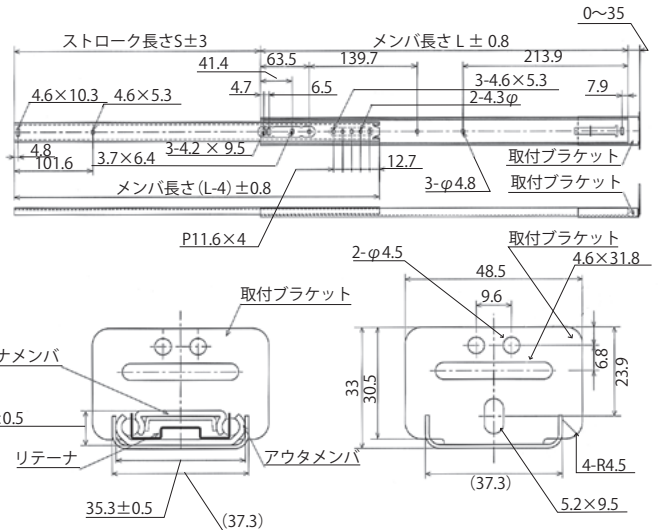 0〜35
ストローク長さS±3
メンバ長さ L ± 0.8
63.5
139.7
213.9
41.4
4.7
6.5
3-4.6×5.3
7.9
4.6×10.3
4.6×5.3
2-4.3φ
4.8
101.6
3.7×6.4
3-4.2 × 9.5
12.7
3-φ4.8
取付ブラケット
メンバ長さ(L-4)±0.8
取付ブラケット
P11.6×4
取付ブラケット
2-φ4.5
取付ブラケット
4.6×31.8
48.5
9.6
ナメンバ
33
30.5
6.8
23.9
±0.5
リテーナ
アウタメンバ
4-R4.5
35.3±0.5
(37.3)
(37.3)
5.2×9.5